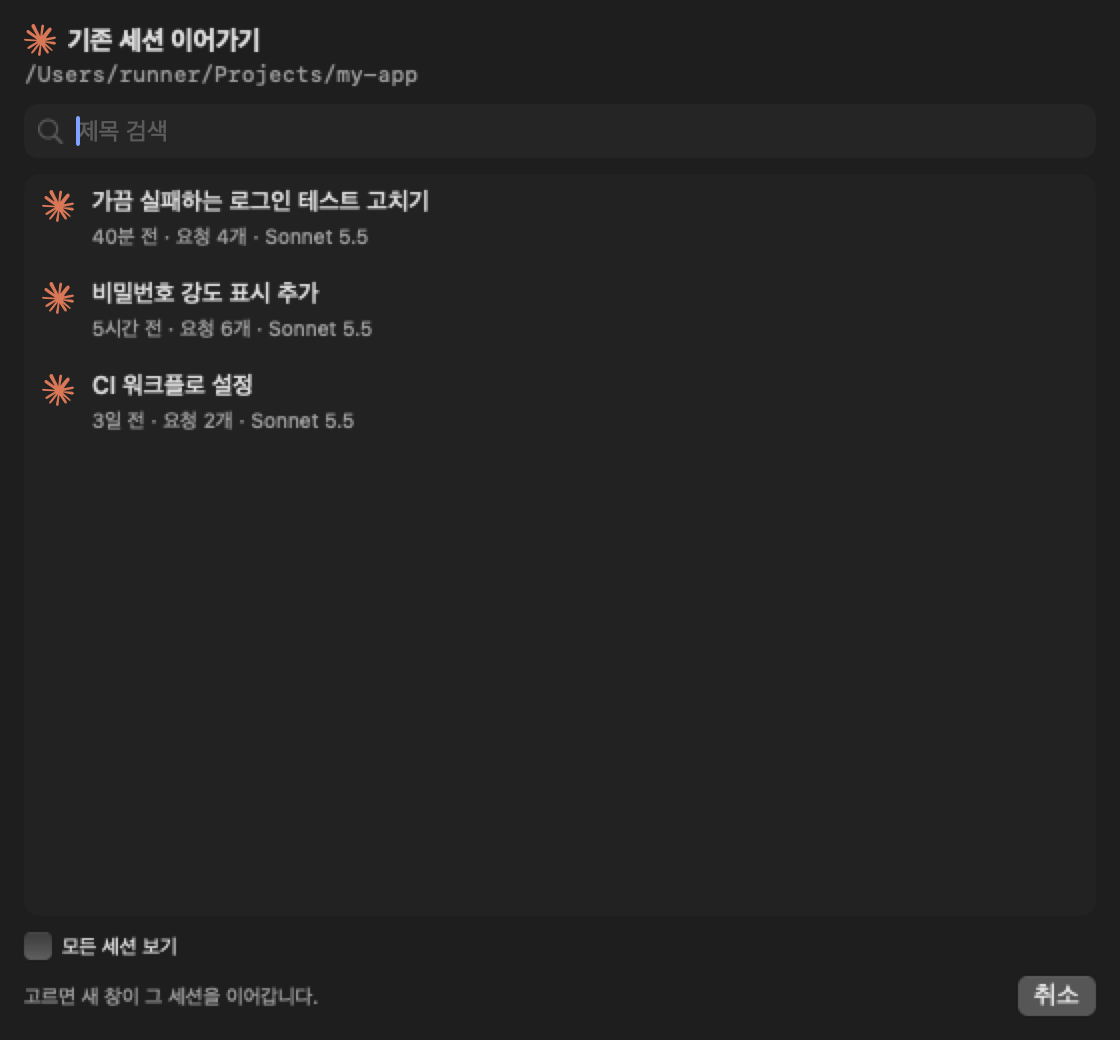 기존 세션 이어가기
/Users/runner/Projects/my-app
제목 검색
가끔 실패하는 로그인 테스트 고치기
40분 전 · 요청 4개 · Sonnet 5.5
비밀번호 강도 표시 추가
5시간 전 · 요청 6개 · Sonnet 5.5
CI 워크플로 설정
3일 전 · 요청 2개 · Sonnet 5.5
모든 세션 보기
고르면 새 창이 그 세션을 이어갑니다.
취소